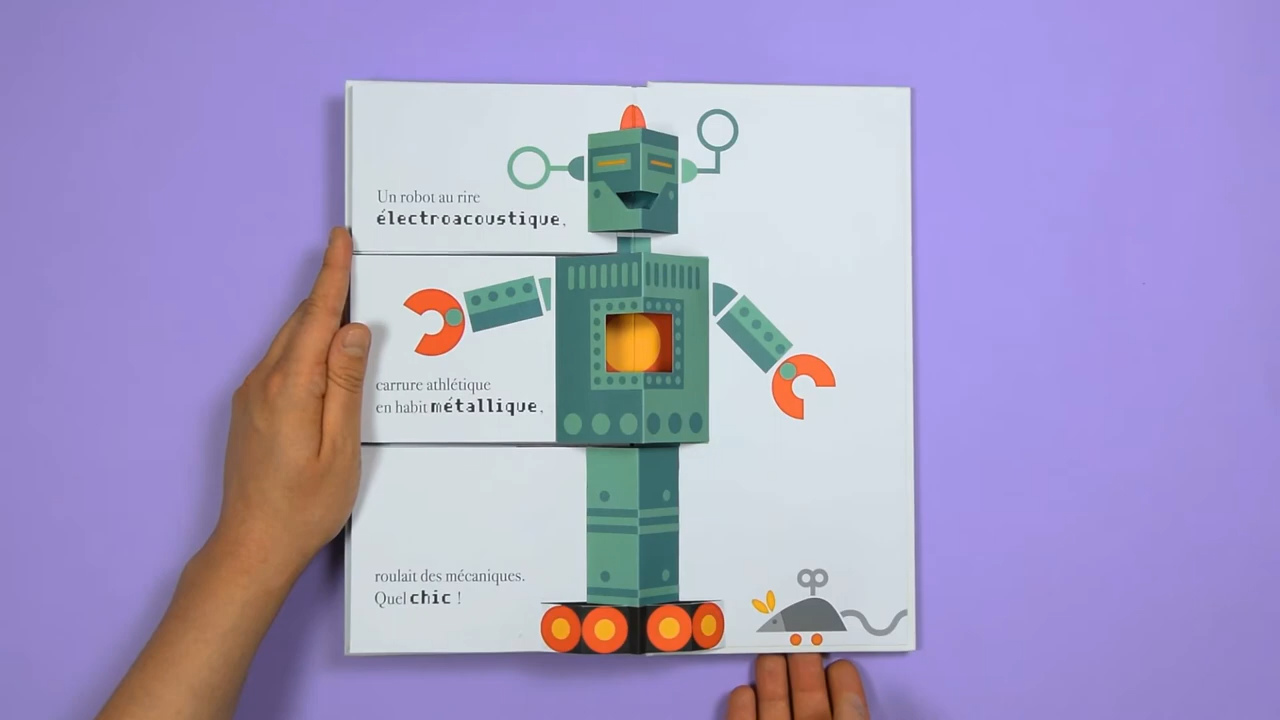 Un robot au rire
électroacoustique,
carrure athlétique
en habit métallique,
roulait des mécaniques.
Quel chic !